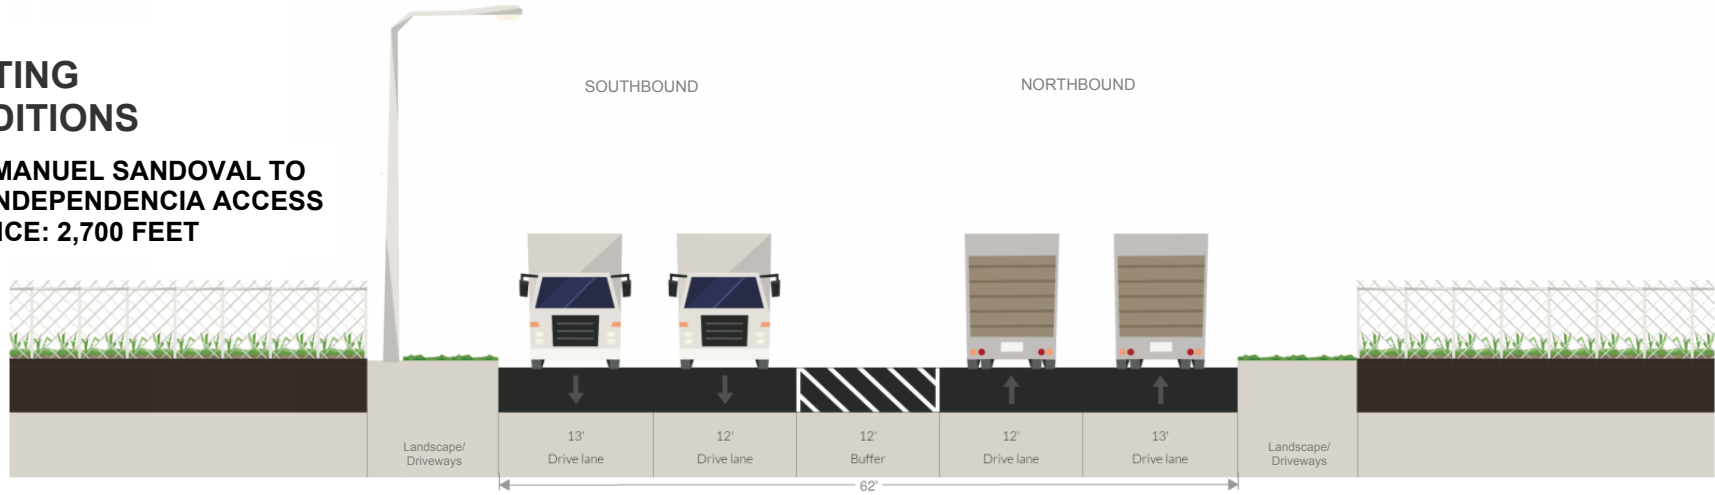 TING
DITIONS
MANUEL SANDOVAL TO
NDEPENDENCIA ACCESS
NCE: 2,700 FEET
SOUTHBOUND
NORTHBOUND
Landscape/
Driveways
13'
Drive lane
12'
Drive lane
12'
Buffer
12'
Drive lane
13'
Drive lane
Landscape/
Driveways
62'